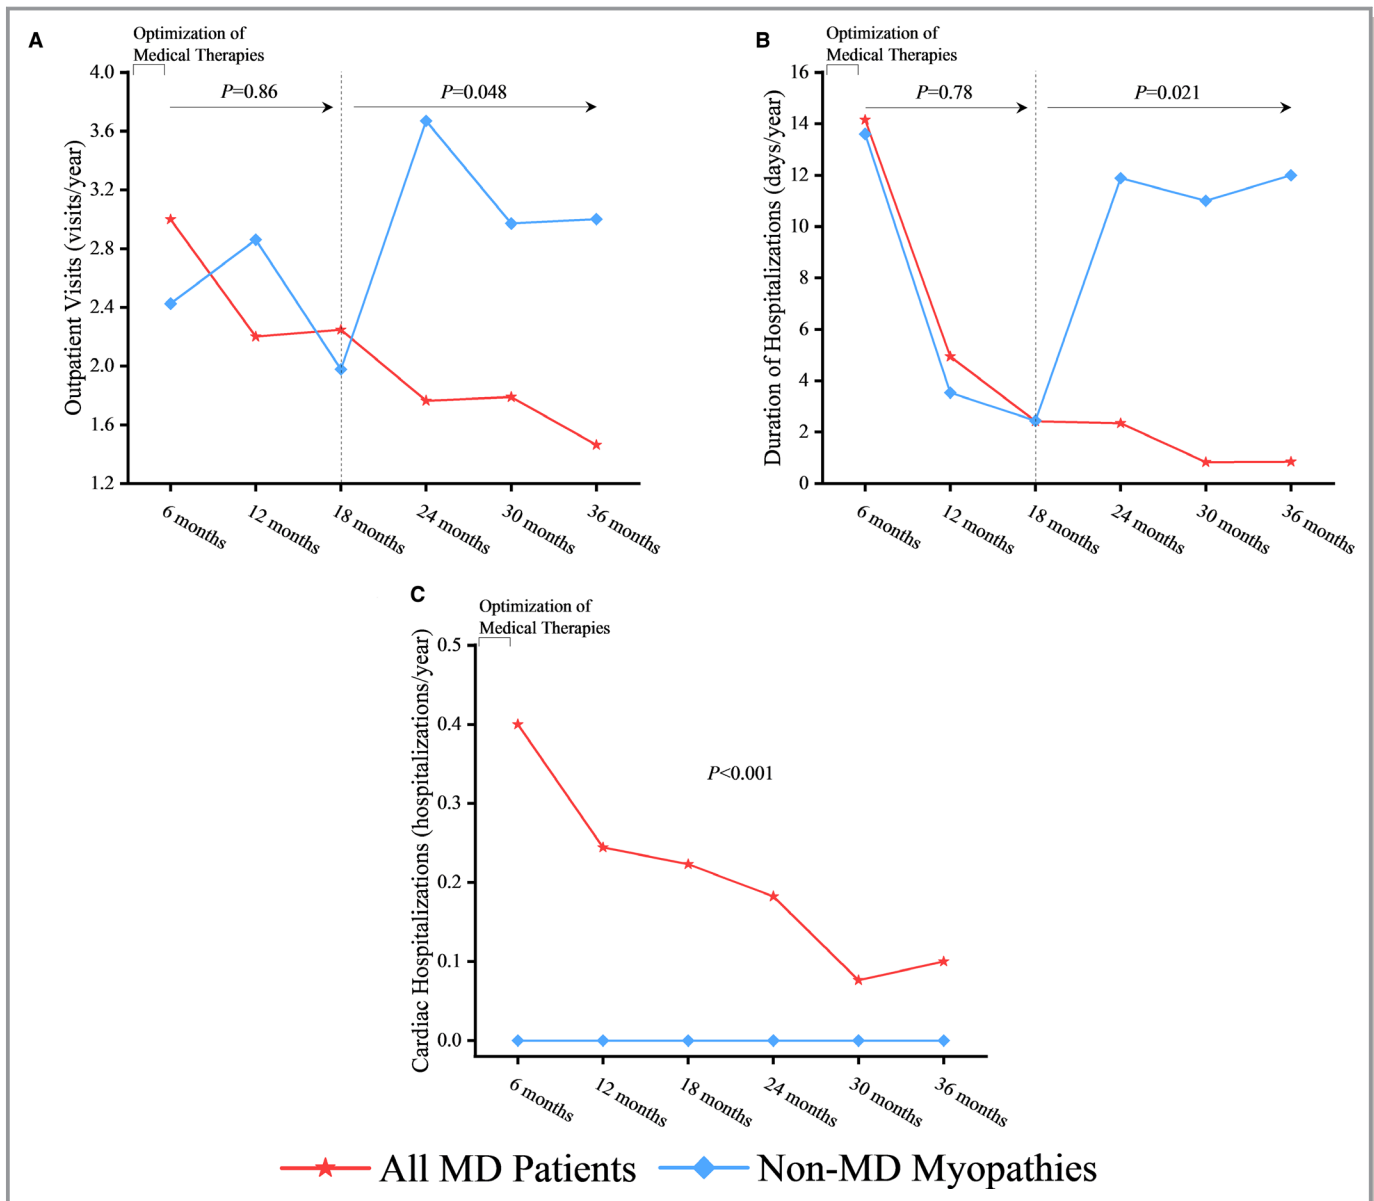 A
Optimization of
Medical Therapies
P=0.86
P=0.048
Outpatient Visits (visits/year)
4.0
3.6
3.2
2.8
2.4
2.0
1.6
1.2
6 months
12 months
18 months
24 months
30 months
36 months
B
Optimization of
Medical Therapies
P=0.78
P=0.021
Duration of Hospitalizations (days/year)
16
14
12
10
8
6
4
2
0
6 months
12 months
18 months
24 months
30 months
36 months
C
Optimization of
Medical Therapies
P<0.001
Cardiac Hospitalizations (hospitalizations/year)
0.5
0.4
0.3
0.2
0.1
0.0
6 months
12 months
18 months
24 months
30 months
36 months
All MD Patients
Non-MD Myopathies